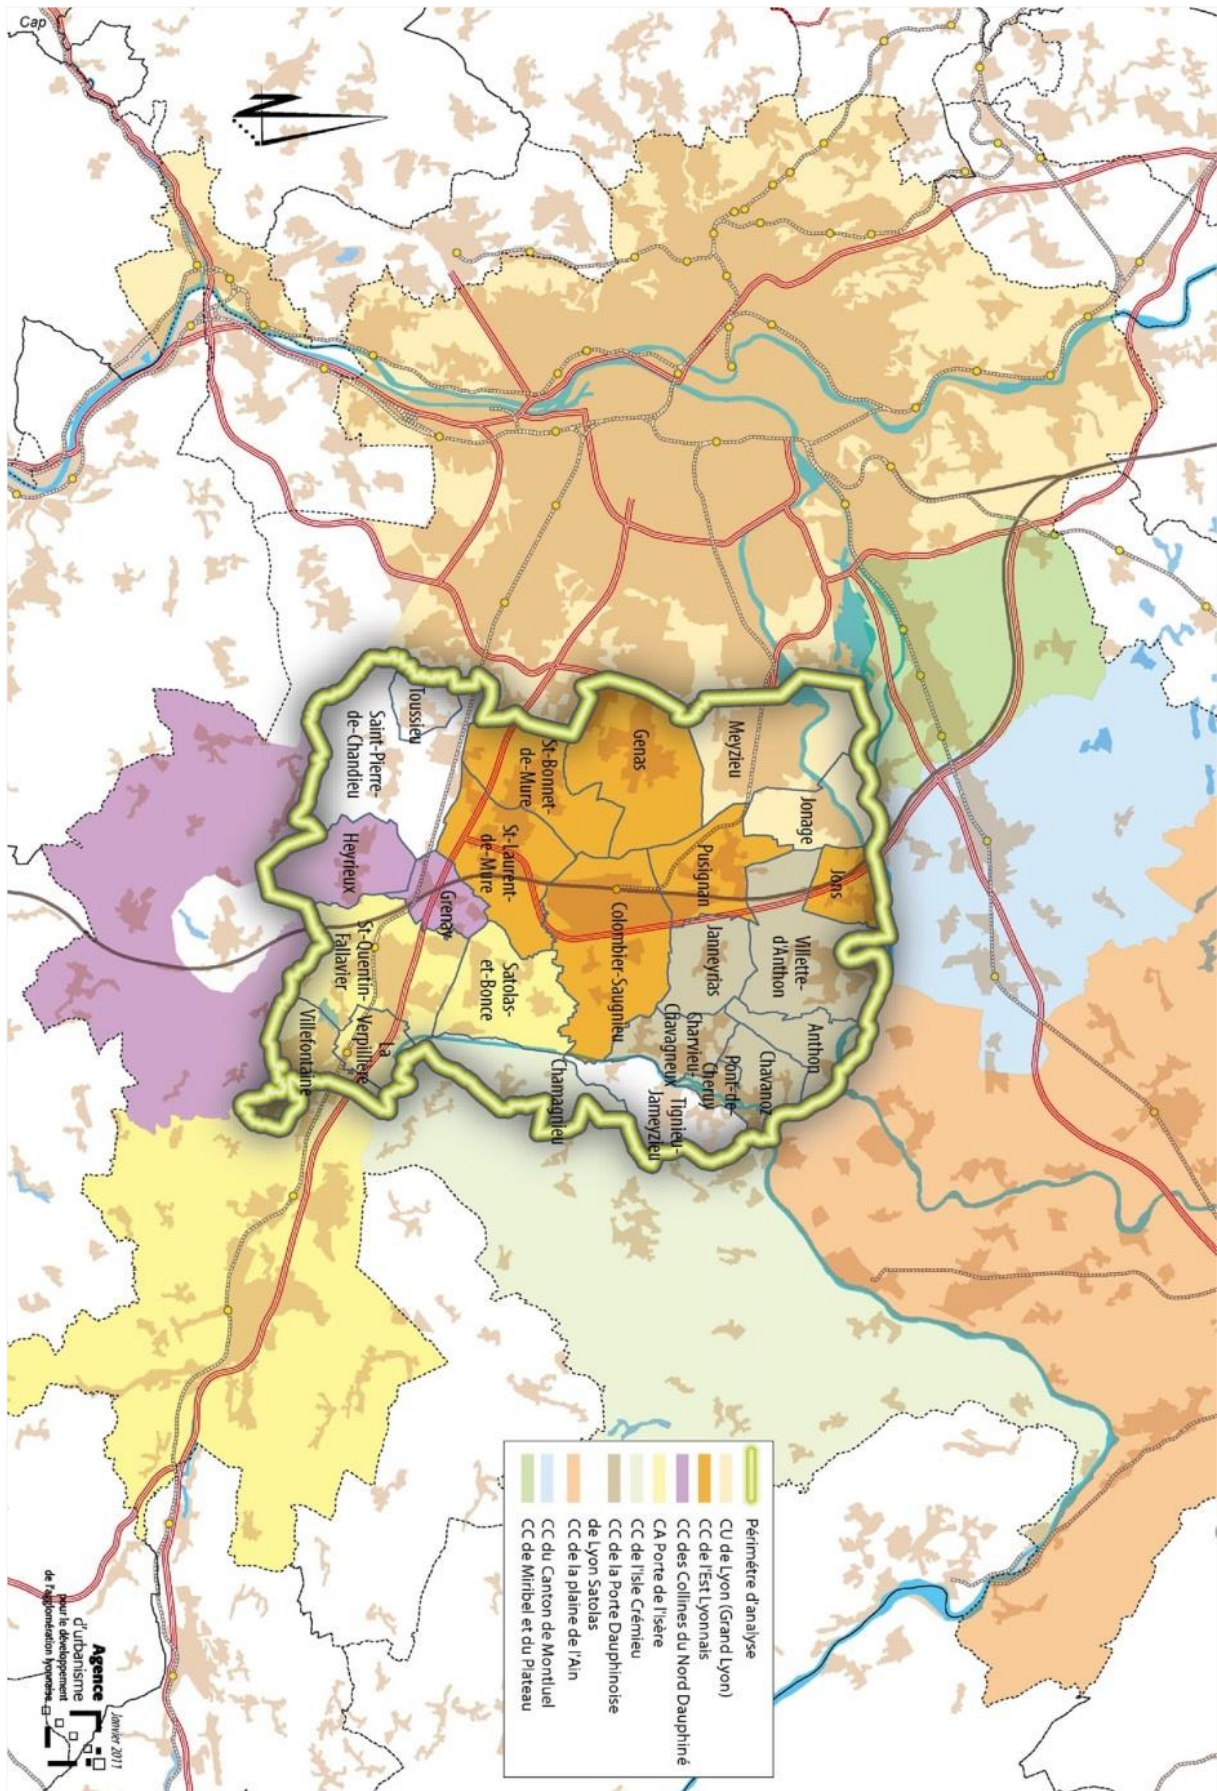 Cap
N
Toussieu
Saint-Pierre-
de-Chandieu
Heyrieux
St-Bonnet-
de-Mure
Genas
Meyzieu
Jonage
Jons
Pusignan
St-Laurent-
de-Mure
Grenay
Colombier-Saugnieu
Janneyrias
Villette-
d'Anthon
Anthon
Chavanoz
Pont-de-
Cheruy
Charvieu-
Chavagneux
Tignieu-
Jameyzieu
Chamagnieu
Satolas-
et-Bonce
St-Quentin-
Fallavier
La
Verpillière
Villefontaine
Périmétre d'analyse
CU de Lyon (Grand Lyon)
CC de l'Est Lyonnais
CC des Collines du Nord Dauphiné
CA Porte de l'Isère
CC de l'Isle Crémieu
CC de la Porte Dauphinoise
de Lyon Satolas
CC de la plaine de l'Ain
CC du Canton de Montluel
CC de Miribel et du Plateau
Janvier 2011
Agence
d'urbanisme
pour le développement
de l'agglomération lyonnaise